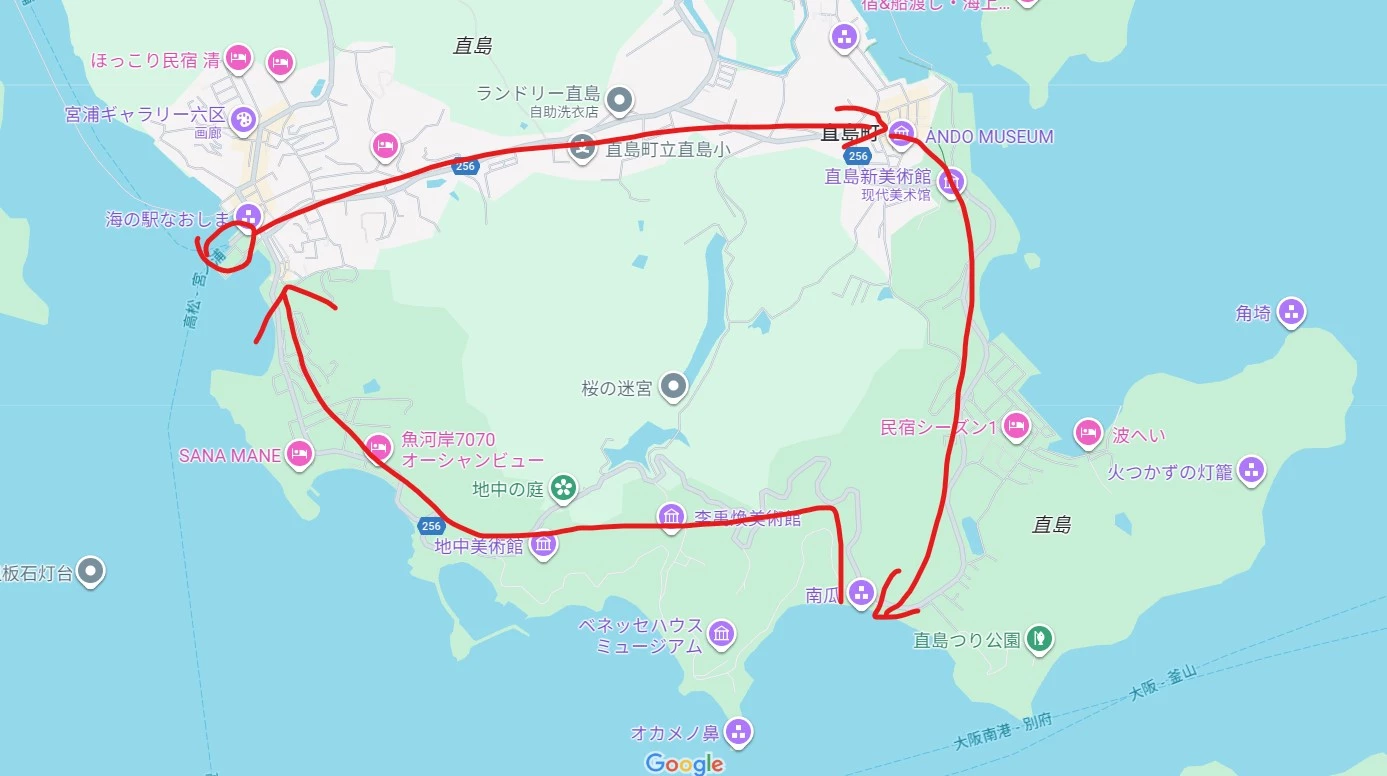 宿&船渡し・海上...
直島
ほっこり民宿 清
ランドリー直島
自助洗衣店
宮浦ギャラリー六区
画廊
直島町
ANDO MUSEUM
直島町立直島小
256
256
直島新美術館
现代美术馆
海の駅なおしま
高松 - 宮ノ浦
角埼
桜の迷宮
民宿シーズン1
波へい
魚河岸7070
オーシャンビュー
SANA MANE
火つかずの灯籠
地中の庭
李禹煥美術館
直島
256
地中美術館
板石灯台
南瓜
ベネッセハウス
ミュージアム
直島つり公園
大阪 - 釜山
大阪南港 - 別府
オカメノ鼻
Google